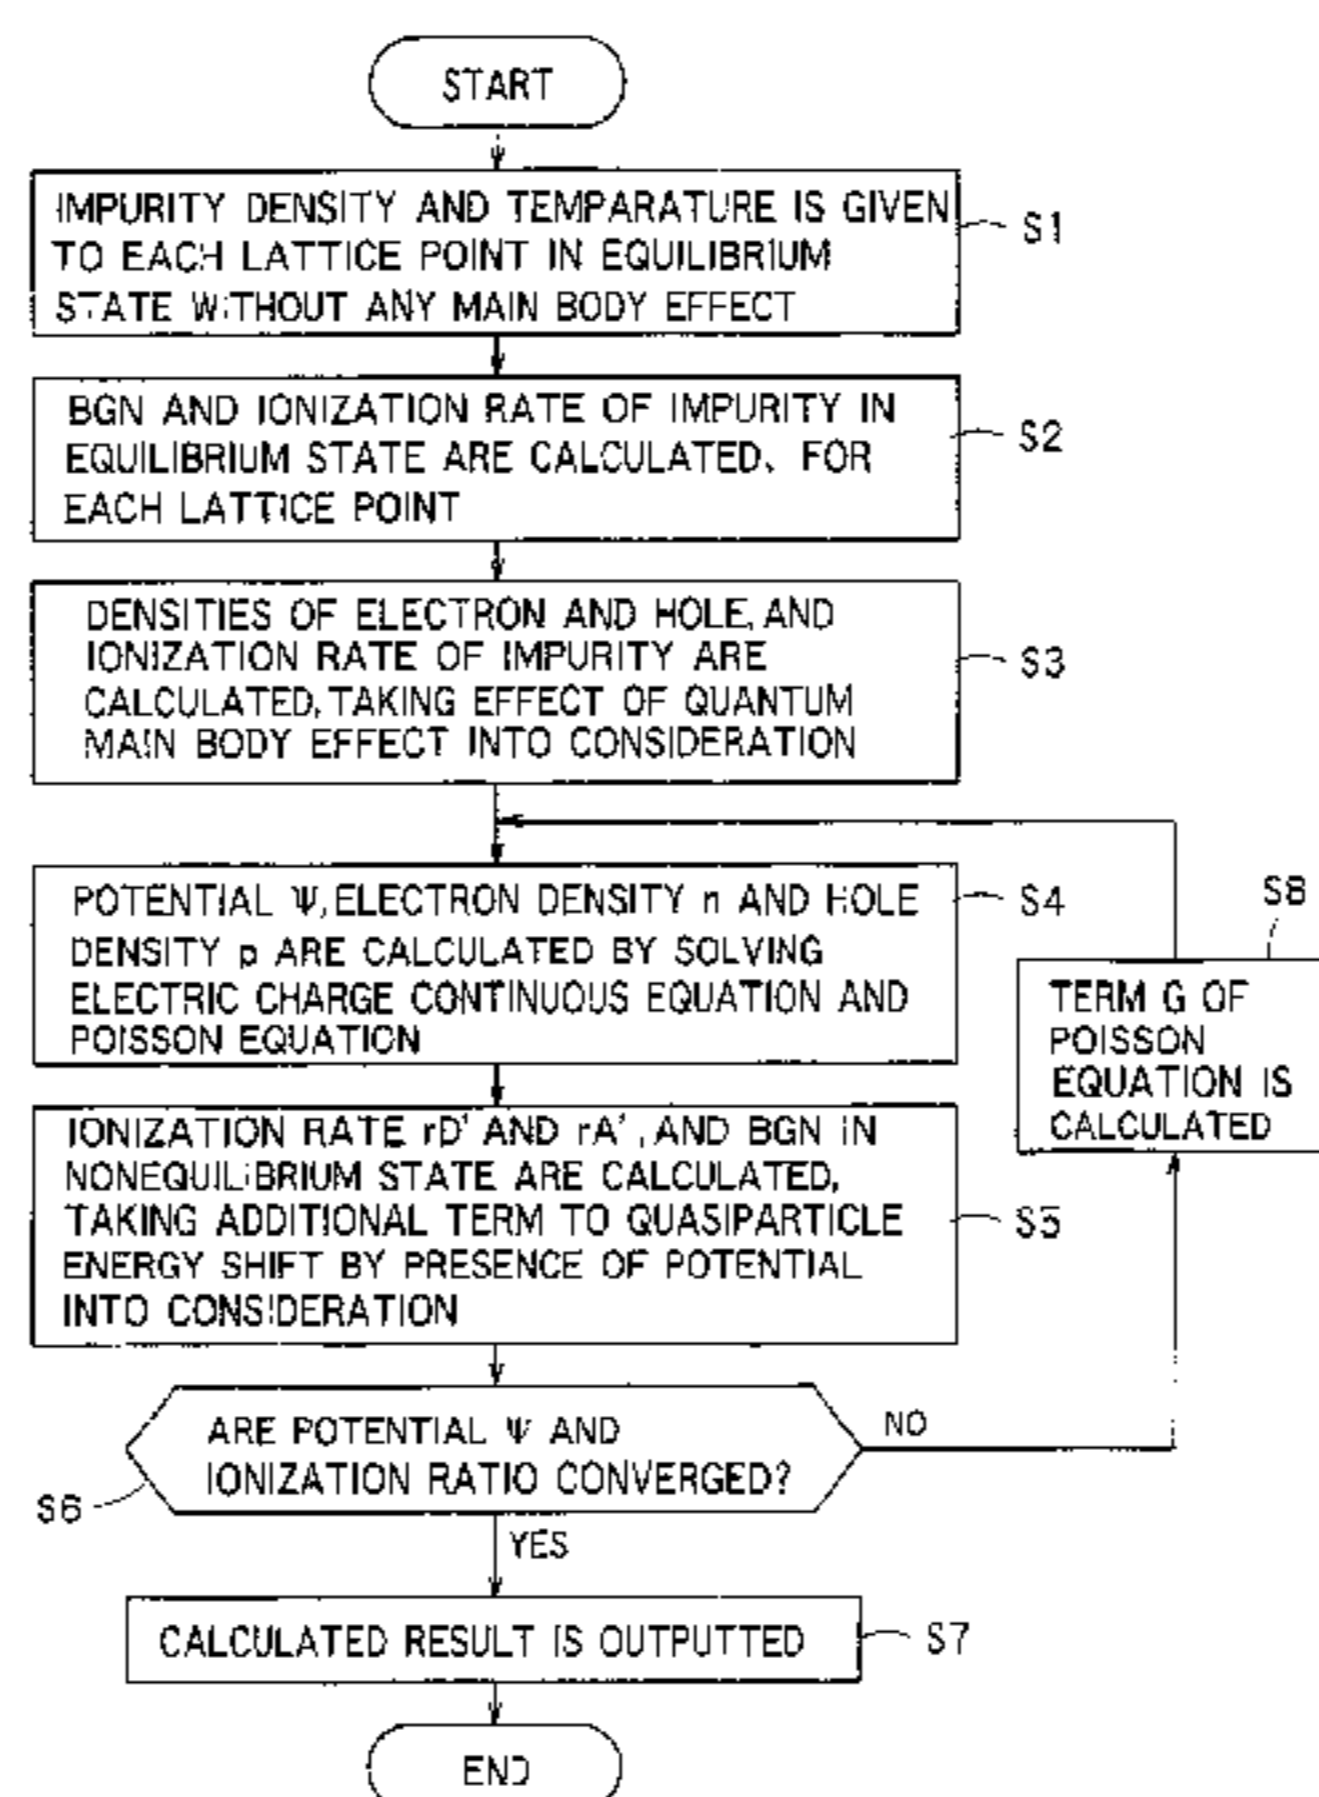 START
IMPURITY DENSITY AND TEMPARATURE IS GIVEN
TO EACH LATTICE POINT IN EQUILIBRIUM
STATE WITHOUT ANY MAIN BODY EFFECT
S1
BGN AND IONIZATION RATE OF IMPURITY IN
EQUILIBRIUM STATE ARE CALCULATED, FOR
EACH LATTICE POINT
S2
DENSITIES OF ELECTRON AND HOLE, AND
IONIZATION RATE OF IMPURITY ARE
CALCULATED, TAKING EFFECT OF QUANTUM
MAIN BODY EFFECT INTO CONSIDERATION
S3
POTENTIAL Ψ, ELECTRON DENSITY n AND HOLE
DENSITY p ARE CALCULATED BY SOLVING
ELECTRIC CHARGE CONTINUOUS EQUATION AND
POISSON EQUATION
S4
S8
TERM G OF
POISSON
EQUATION IS
CALCULATED
IONIZATION RATE rD' AND rA', AND BGN IN
NONEQUILIBRIUM STATE ARE CALCULATED,
TAKING ADDITIONAL TERM TO QUASIPARTICLE
ENERGY SHIFT BY PRESENCE OF POTENTIAL
INTO CONSIDERATION
S5
ARE POTENTIAL Ψ AND
IONIZATION RATIO CONVERGED?
NO
S6
YES
CALCULATED RESULT IS OUTPUTTED
S7
END